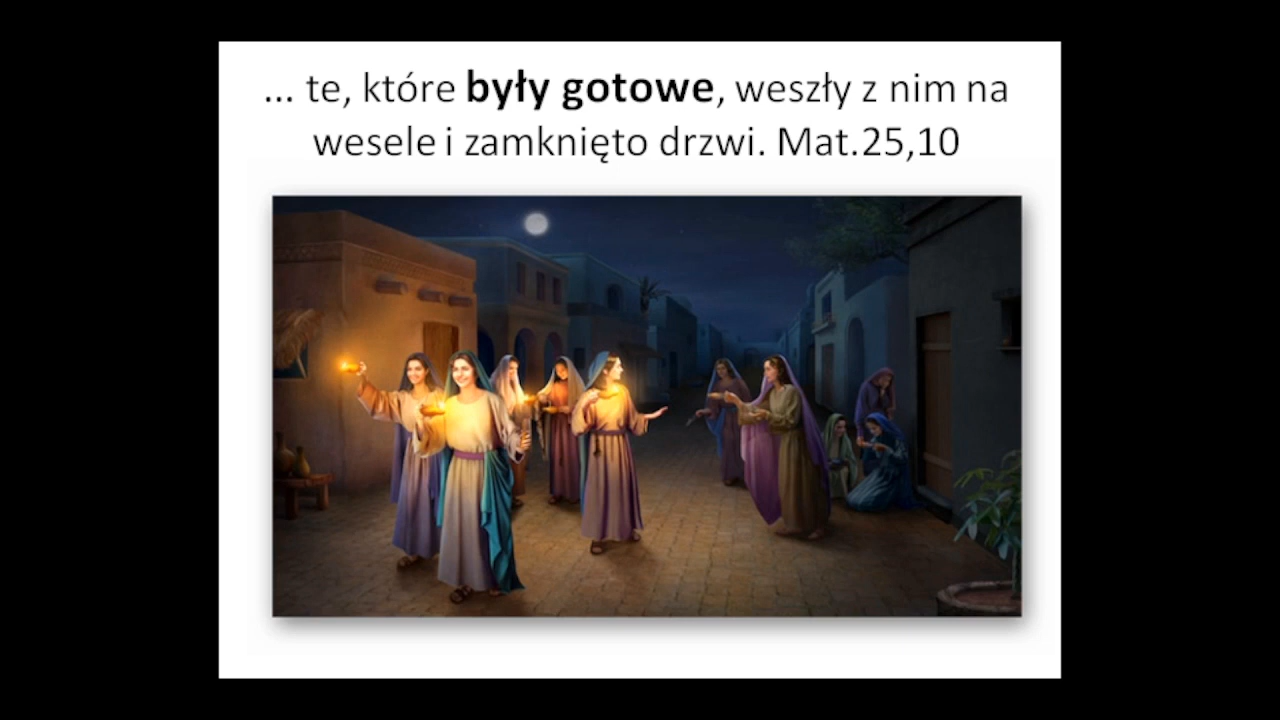 ... te, które były gotowe, weszły z nim na
wesele i zamknięto drzwi. Mat.25,10